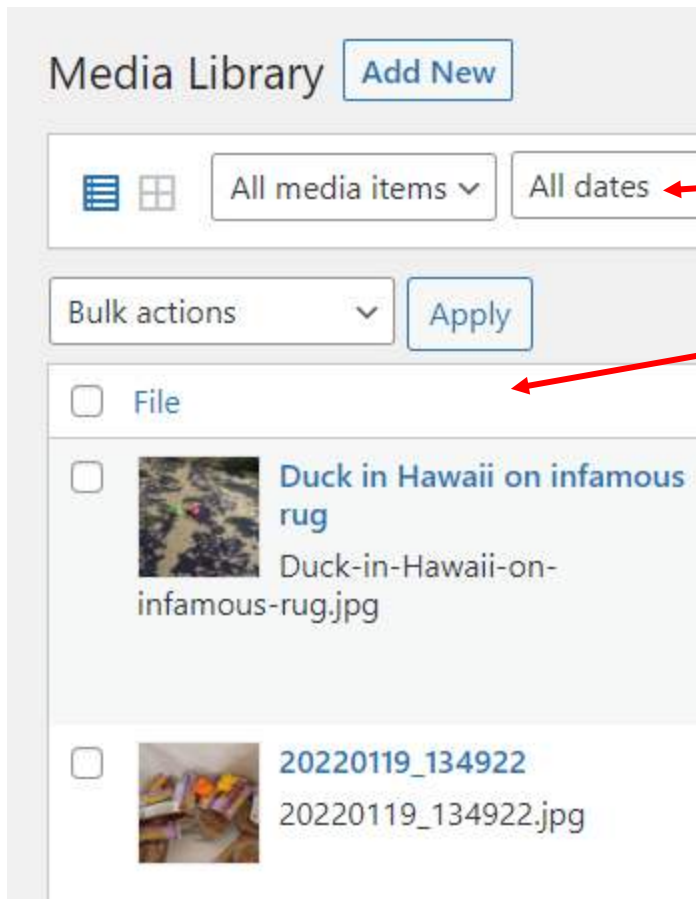 Media Library Add New
All media items All dates
Bulk actions Apply
File
Duck in Hawaii on infamous
rug
Duck-in-Hawaii-on-
infamous-rug.jpg
20220119_134922
20220119_134922.jpg